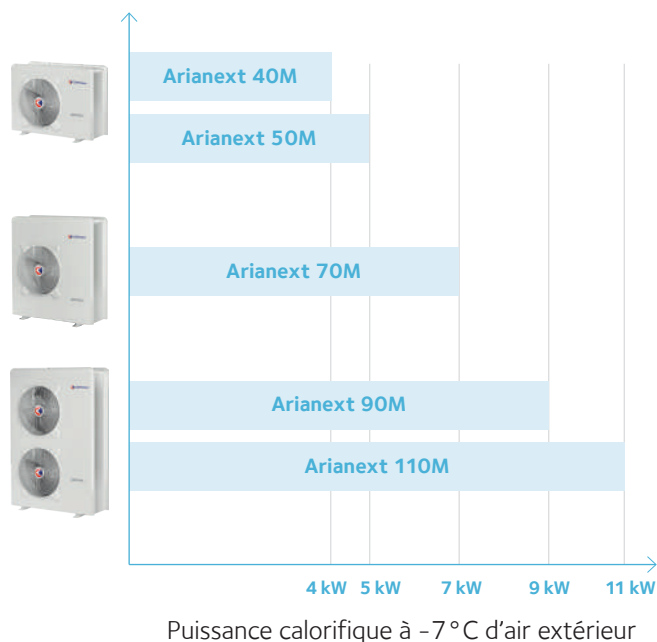 Arianext 40M
Arianext 50M
Arianext 70M
Arianext 90M
Arianext 110M
4 kW 5 kW 7 kW 9 kW 11 kW
Puissance calorifique à -7°C d'air extérieur